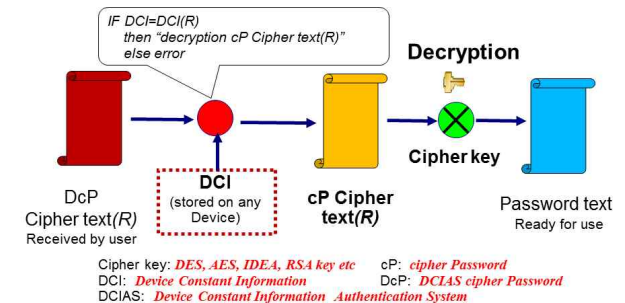 IF DCI=DCI(R)
then “decryption cP Cipher text(R)”
else error
Decryption
DcP
Cipher text(R)
Received by user
DCI
(stored on any
Device)
cP Cipher
text(R)
Cipher key
Password text
Ready for use
Cipher key: DES, AES, IDEA, RSA key etc cP: cipher Password
DCI: Device Constant Information DcP: DCIAS cipher Password
DCIAS: Device Constant Information Authentication System